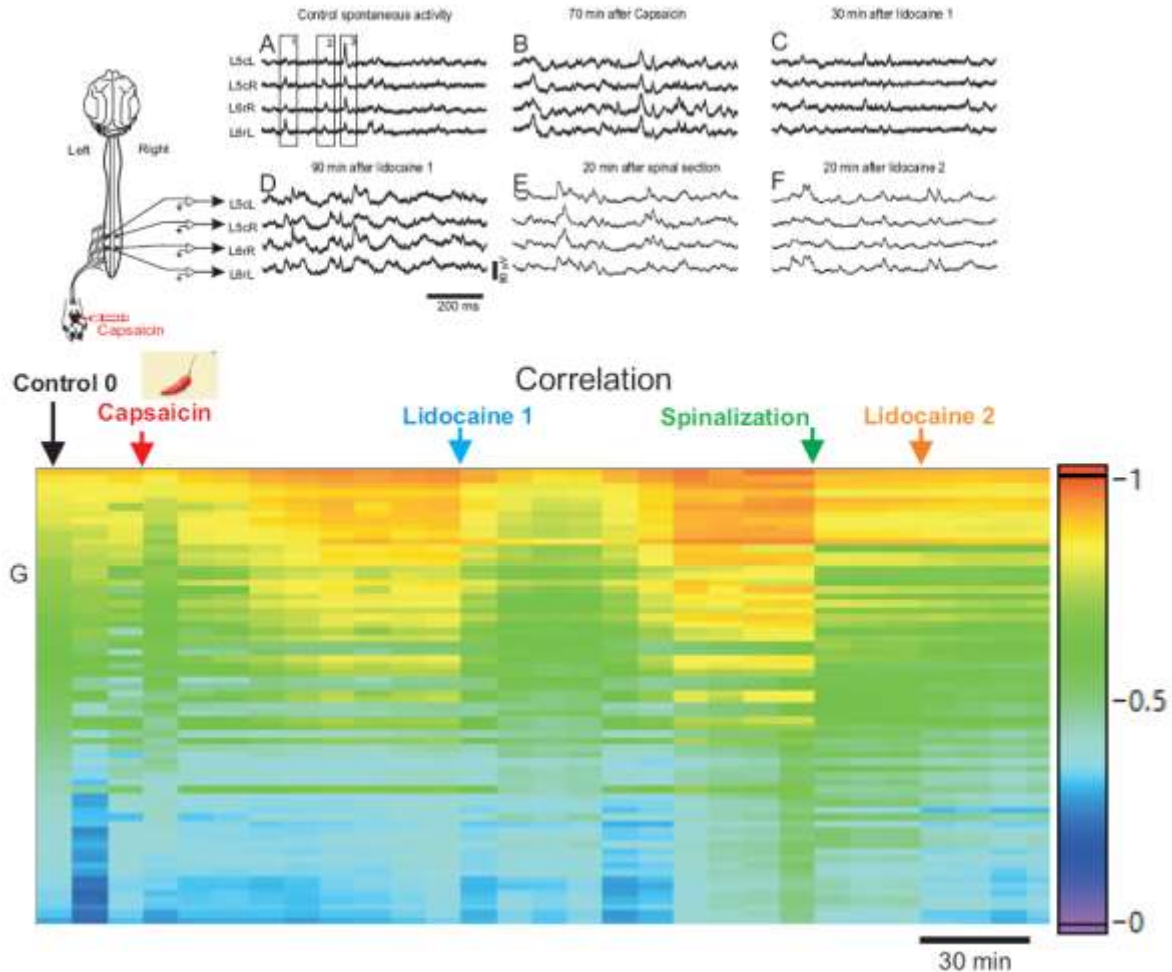 Control spontaneous activity
70 min after Capsaicin
30 min after lidocaine 1
A
1
2
3
B
C
L5cL
L5cR
L6rR
L6rL
Left
Right
90 min after lidocaine 1
20 min after spinal section
20 min after lidocaine 2
D
E
F
L5cL
L5cR
L6rR
L6rL
200 ms
Capsaicin
Control 0
Correlation
Capsaicin
Lidocaine 1
Spinalization
Lidocaine 2
G
1
0.5
0
30 min